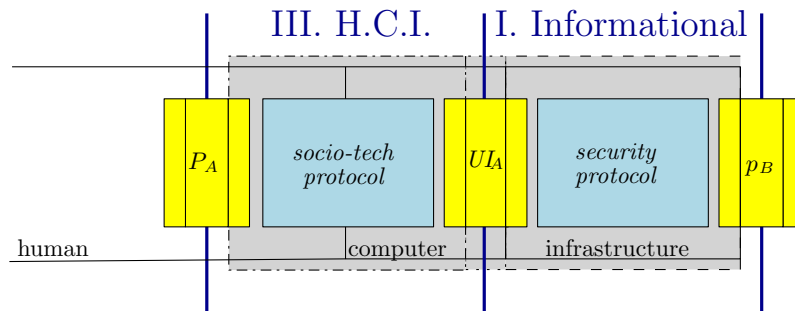 III. H.C.I. I. Informational
P_A
socio-tech
protocol
UI_A
security
protocol
p_B
human computer infrastructure